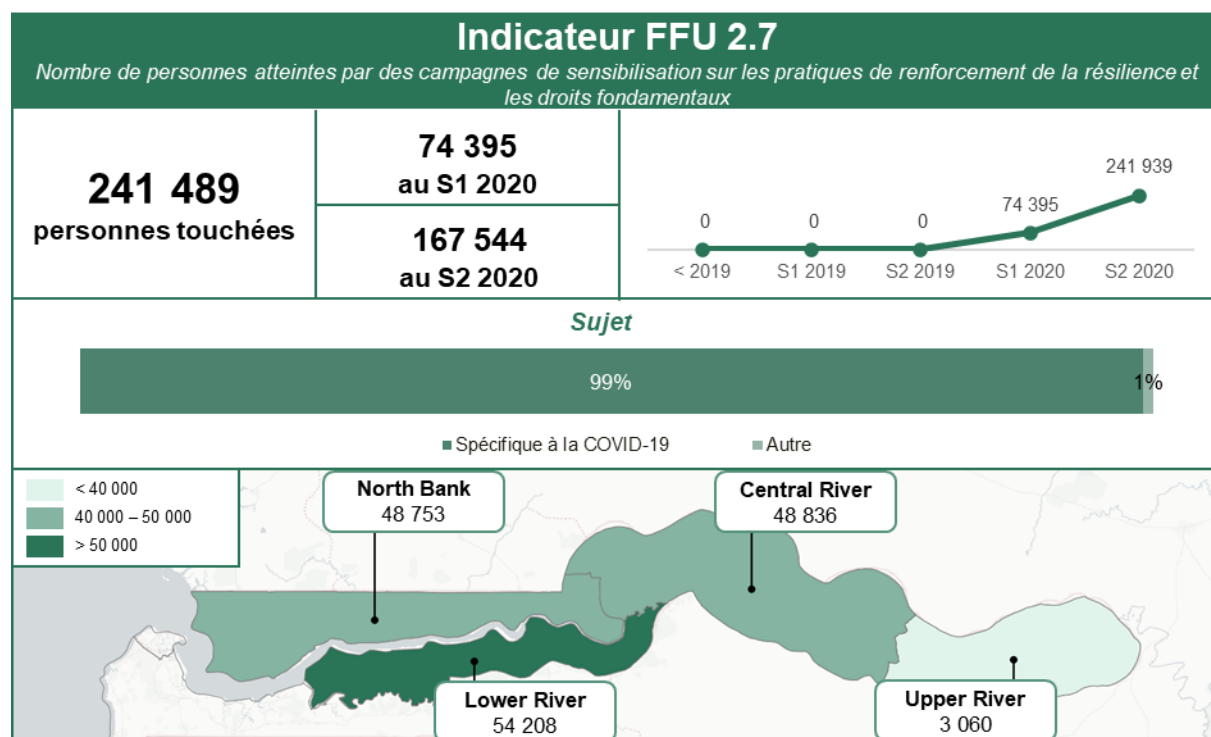 Indicateur FFU 2.7
Nombre de personnes atteintes par des campagnes de sensibilisation sur les pratiques de renforcement de la résilience et
les droits fondamentaux
241 489
personnes touchées
74 395
au S1 2020
167 544
au S2 2020
0
0
0
74 395
241 939
< 2019
S1 2019
S2 2019
S1 2020
S2 2020
Sujet
99%
1%
Spécifique à la COVID-19
Autre
< 40 000
40 000 – 50 000
> 50 000
North Bank
48 753
Central River
48 836
Lower River
54 208
Upper River
3 060